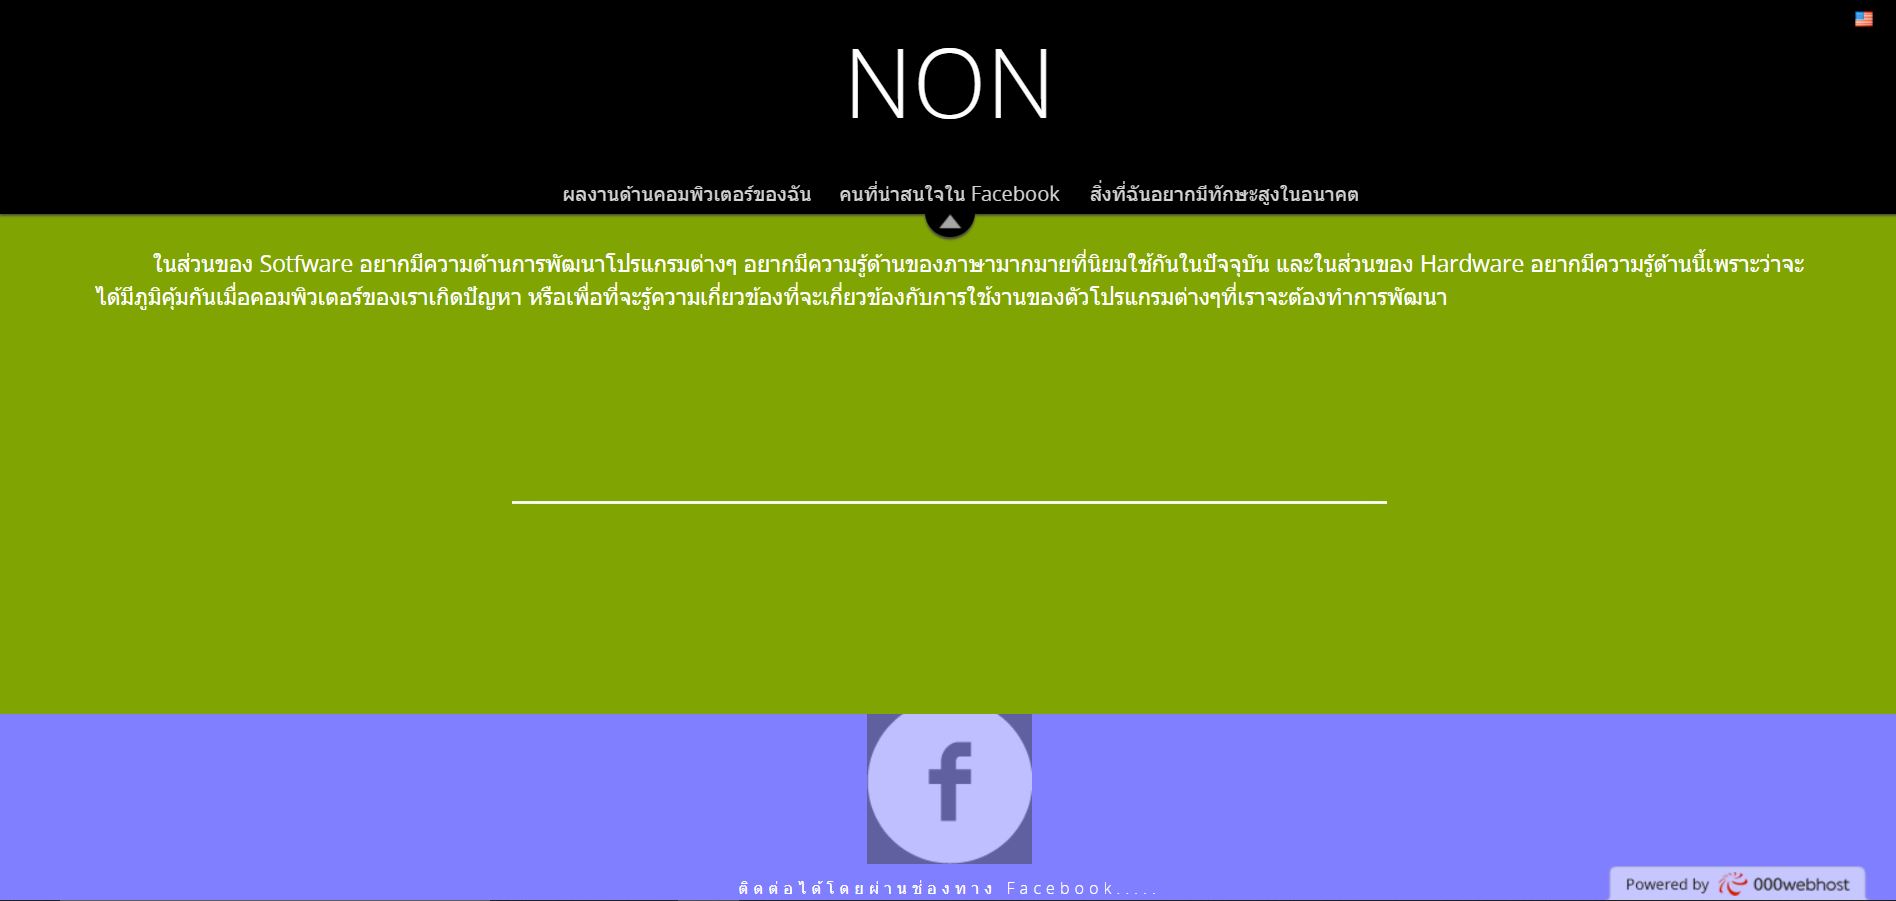 NON
ผลงานด้านคอมพิวเตอร์ของฉัน คนที่น่าสนใจใน Facebook สิ่งที่ฉันอยากมีทักษะสูงในอนาคต
ในส่วนของ Sotfware อยากมีความด้านการพัฒนาโปรแกรมต่างๆ อยากมีความรู้ด้านของภาษามากมายที่นิยมใช้กันในปัจจุบัน และในส่วนของ Hardware อยากมีความรู้ด้านนี้เพราะว่าจะ
ได้มีภูมิคุ้มกันเมื่อคอมพิวเตอร์ของเราเกิดปัญหา หรือเพื่อที่จะรู้ความเกี่ยวข้องที่จะเกี่ยวข้องกับการใช้งานของตัวโปรแกรมต่างๆที่เราจะต้องทำการพัฒนา
f
ติดต่อได้โดยผ่านช่องทาง Facebook.....
Powered by 000webhost